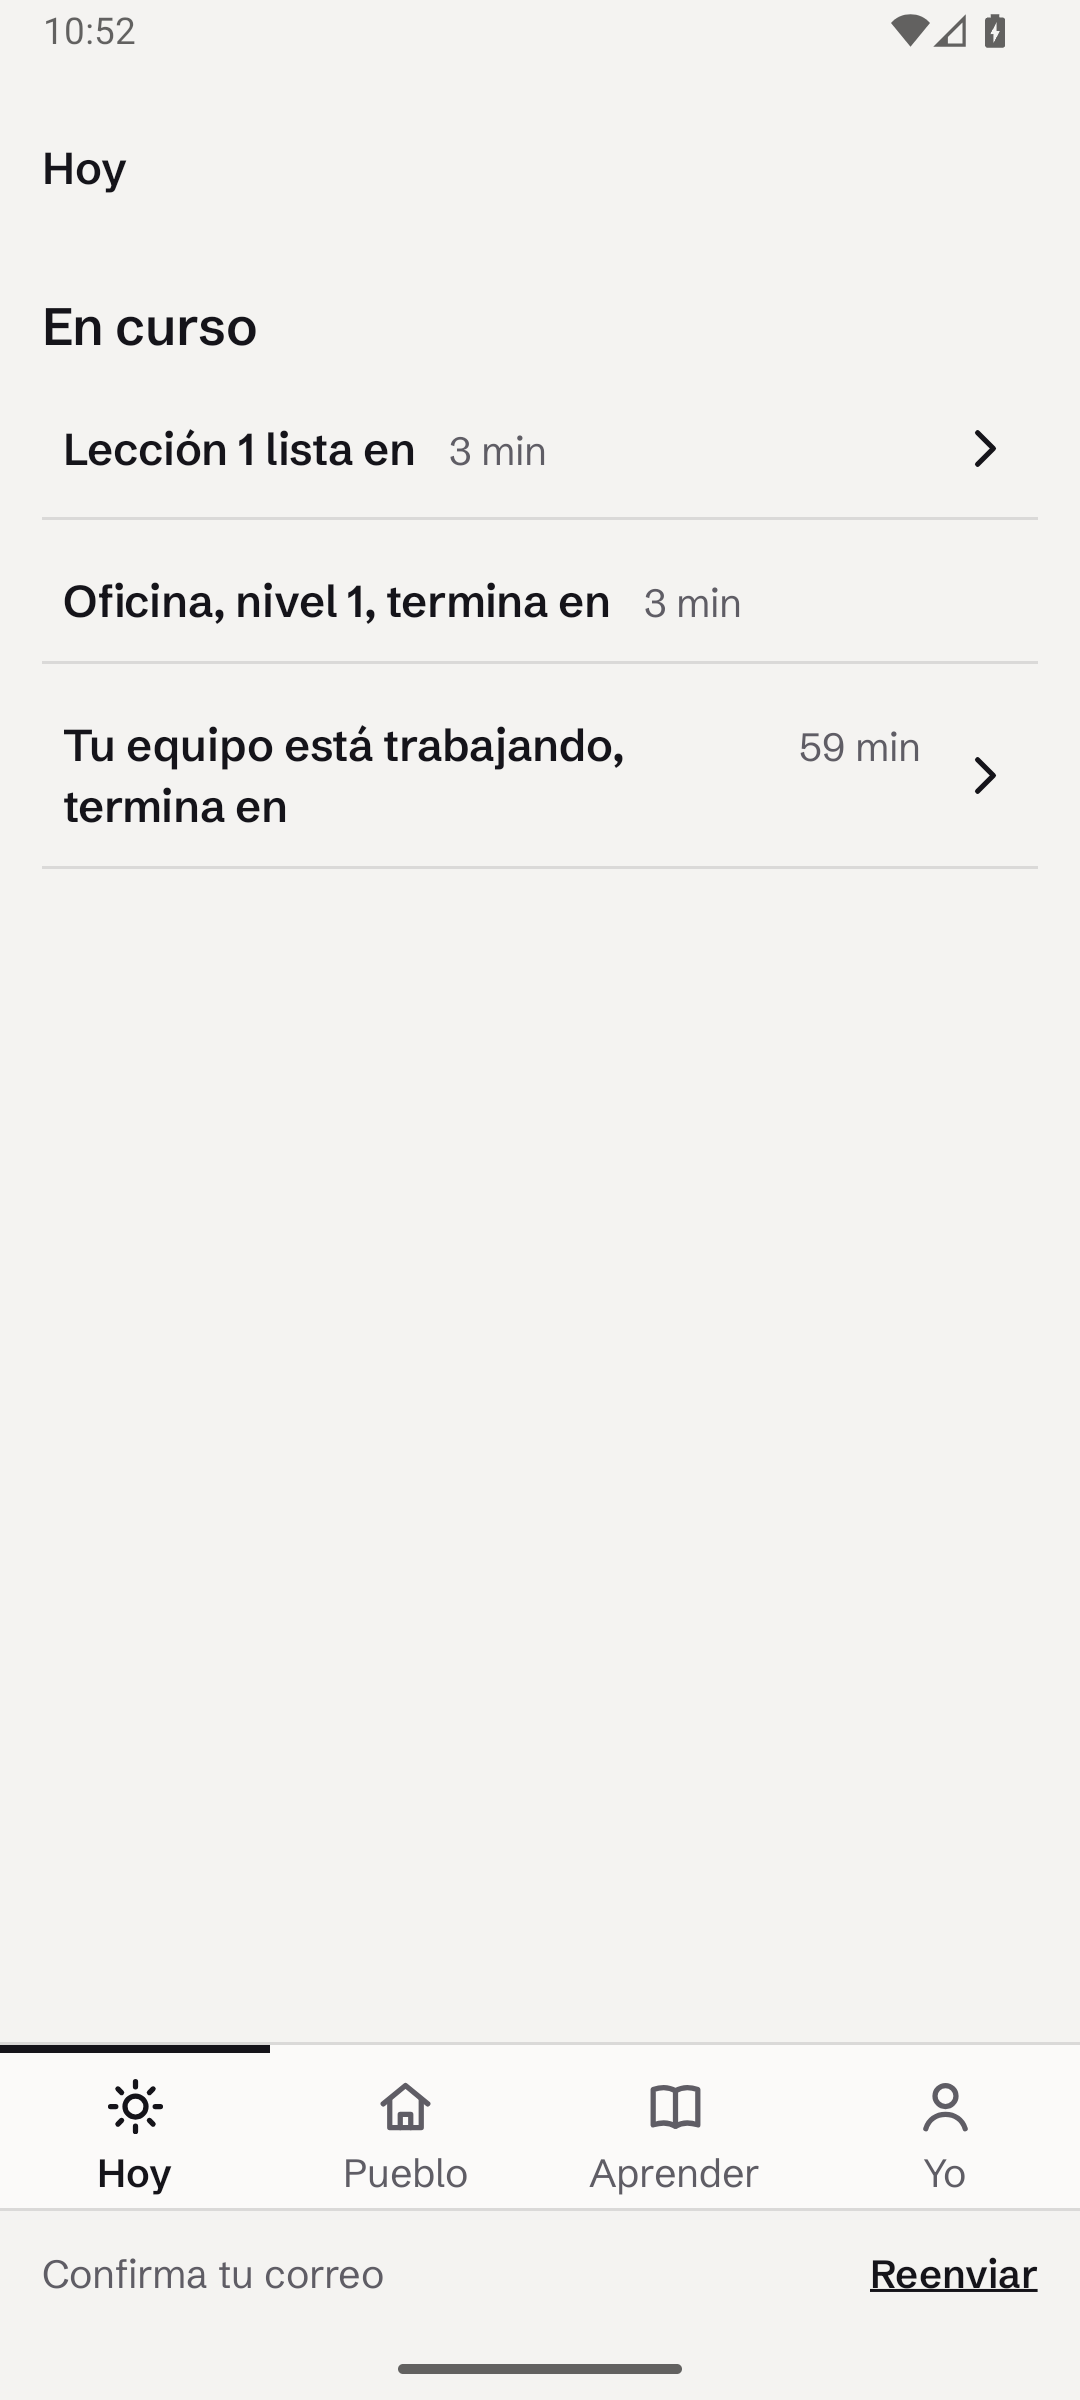 10:52
Hoy
En curso
Lección 1 lista en 3 min
Oficina, nivel 1, termina en 3 min
Tu equipo está trabajando, 59 min
termina en
Hoy Pueblo Aprender Yo
Confirma tu correo Reenviar